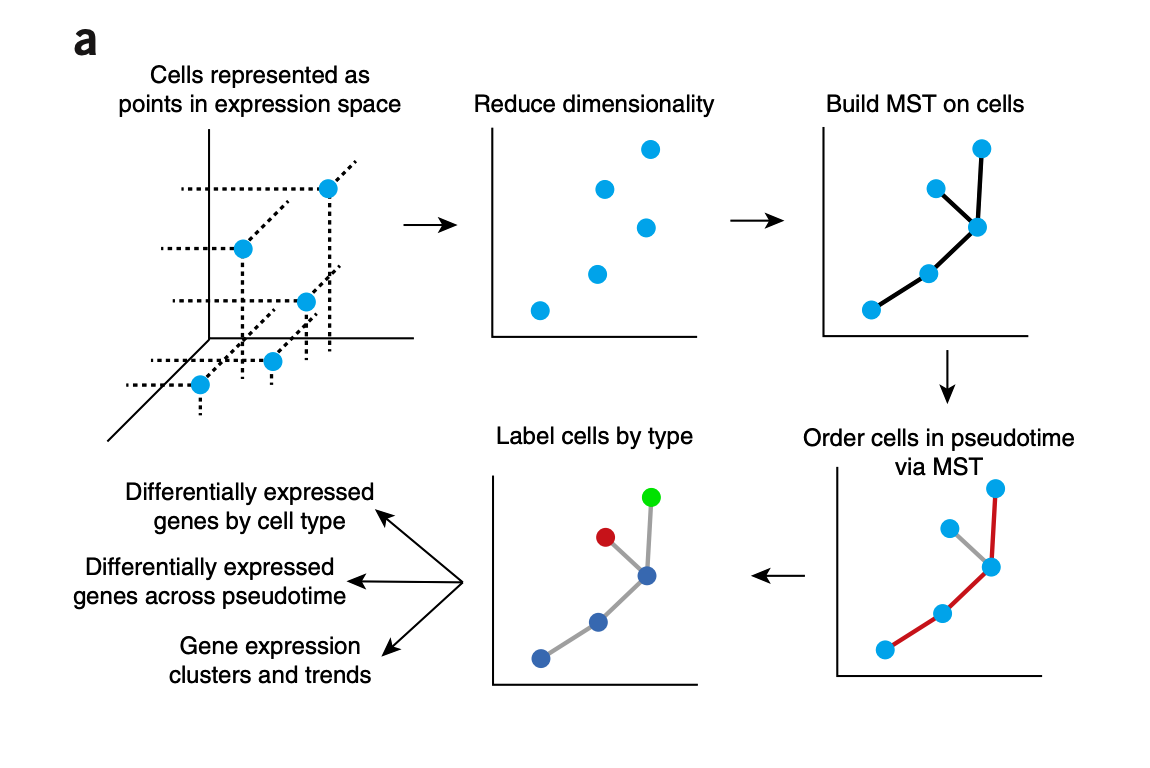 a
Cells represented as
points in expression space
Reduce dimensionality
Build MST on cells
Order cells in pseudotime
via MST
Label cells by type
Differentially expressed
genes by cell type
Differentially expressed
genes across pseudotime
Gene expression
clusters and trends